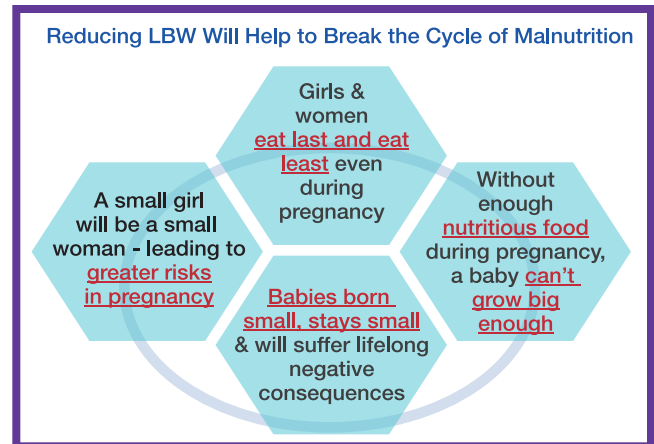 Reducing LBW Will Help to Break the Cycle of Malnutrition
Girls &
women
eat last and eat
least even
during
pregnancy
Without
enough
nutritious food
during pregnancy,
a baby can't
grow big
enough
Babies born
small, stays small
& will suffer lifelong
negative
consequences
A small girl
will be a small
woman - leading to
greater risks
in pregnancy